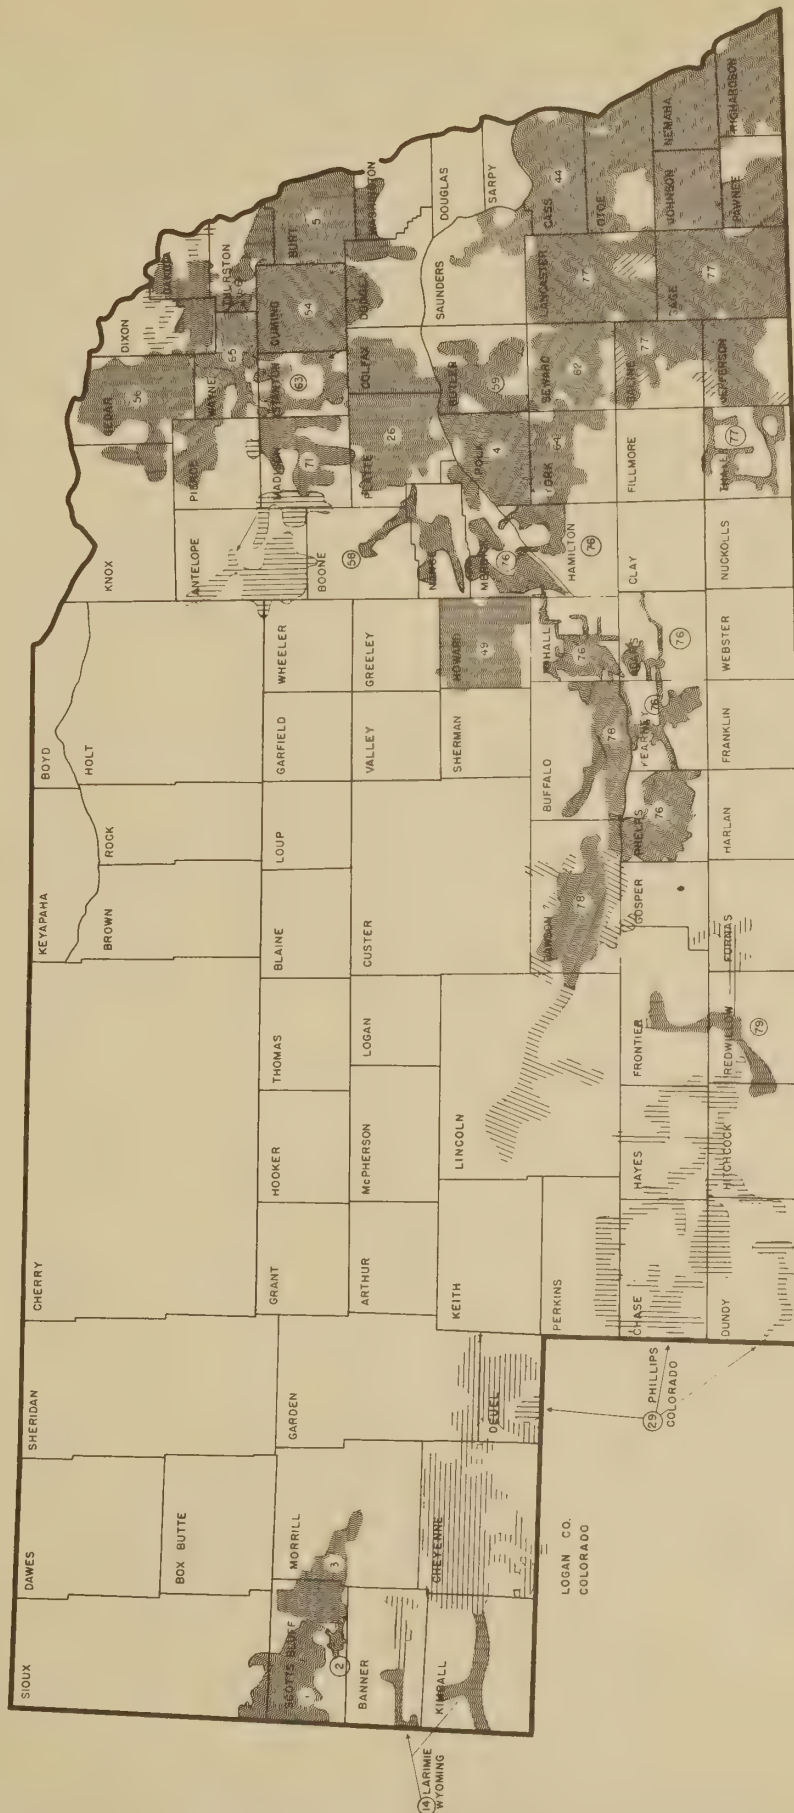 SIOUX
DAWES
SHERIDAN
CHERRY
KEYAPAHA
BOYD
BROWN
ROCK
HOLT
KNOX
CEDAR
56
DIXON
DAKOTA
BOX BUTTE
ANTELOPE
PIERCE
WAYNE
65
THURSTON
SCOTTS BLUFF
1
2
MORRILL
3
GARDEN
GRANT
HOOKER
THOMAS
BLAINE
LOUP
GARFIELD
WHEELER
BOONE
58
MADISON
71
STANTON
63
CUMING
54
BURT
5
BANNER
ARTHUR
McPHERSON
LOGAN
CUSTER
VALLEY
GREELEY
PLATTE
26
COLFAX
DODGE
WASHINGTON
14 LARIMIE
WYOMING
KIMBALL
CHEYENNE
DEUEL
KEITH
LINCOLN
SHERMAN
HOWARD
49
NANCE
MERRICK
76
POLK
4
BUTLER
59
SAUNDERS
DOUGLAS
SARPY
LOGAN CO.
COLORADO
PERKINS
DAWSON
78
BUFFALO
78
HALL
76
HAMILTON
76
YORK
64
SEWARD
62
LANCASTER
77
CASS
44
OTOE
29 PHILLIPS
COLORADO
CHASE
HAYES
FRONTIER
GOSPER
PHELPS
76
KEARNEY
76
ADAMS
76
CLAY
FILLMORE
SALINE
77
GAGE
77
JOHNSON
NEMAHA
DUNDY
HITCHCOCK
REDWILLOW
79
FURNAS
HARLAN
FRANKLIN
WEBSTER
NUCKOLLS
THAYER
77
JEFFERSON
PAWNEE
RICHARDSON